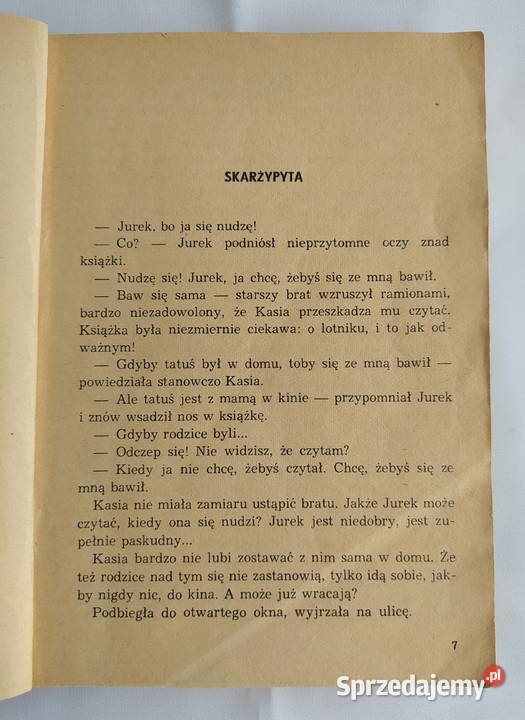 SKARŻYPYTA
— Jurek, bo ja się nudzę!
— Co? — Jurek podniósł nieprzytomne oczy znad
książki.
— Nudzę się! Jurek, ja chcę, żebyś się ze mną bawił.
— Baw się sama — starszy brat wzruszył ramionami,
bardzo niezadowolony, że Kasia przeszkadza mu czytać.
Książka była niezmiernie ciekawa: o lotniku, i to jak od-
ważnym!
— Gdyby tatuś był w domu, toby się ze mną bawił —
powiedziała stanowczo Kasia.
— Ale tatuś jest z mamą w kinie — przypomniał Jurek
i znów wsadził nos w książkę.
— Gdyby rodzice byli...
— Odczep się! Nie widzisz, że czytam?
— Kiedy ja nie chcę, żebyś czytał. Chcę, żebyś się ze
mną bawił.
Kasia nie miała zamiaru ustąpić bratu. Jakże Jurek może
czytać, kiedy ona się nudzi? Jurek jest niedobry, jest zu-
pełnie paskudny...
Kasia bardzo nie lubi zostawać z nim sama w domu. Że
też rodzice nad tym się nie zastanowią, tylko idą sobie, jak-
by nigdy nic, do kina. A może już wracają?
Podbiegła do otwartego okna, wyjrzała na ulicę.
7
Sprzedajemy.pl